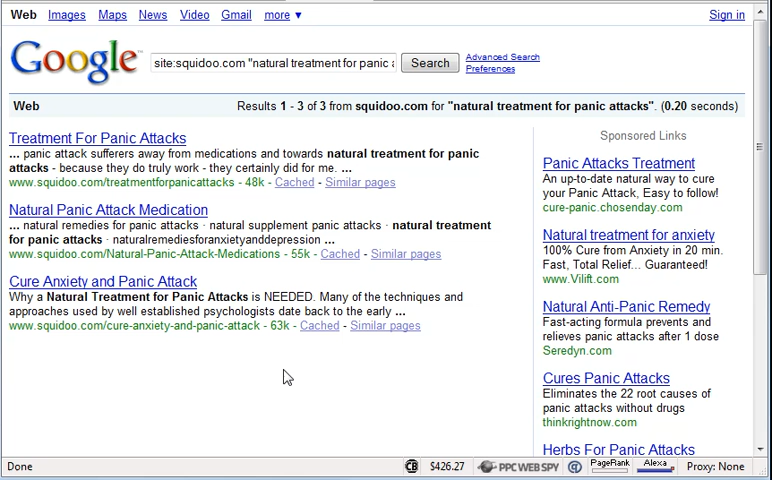 Web Images Maps News Video Gmail more ▼ Sign in
Google™
site:squidoo.com "natural treatment for panic a
Search
Advanced Search
Preferences
Web Results 1 - 3 of 3 from squidoo.com for "natural treatment for panic attacks". (0.20 seconds)
Treatment For Panic Attacks
... panic attack sufferers away from medications and towards natural treatment for panic
attacks - because they do truly work - they certainly did for me. ...
www.squidoo.com/treatmentforpanicattacks - 48k - Cached - Similar pages
Natural Panic Attack Medication
... natural remedies for panic attacks · natural supplement panic attacks · natural treatment
for panic attacks · naturalremediesforanxietyanddepression ...
www.squidoo.com/Natural-Panic-Attack-Medications - 55k - Cached - Similar pages
Cure Anxiety and Panic Attack
Why a Natural Treatment for Panic Attacks is NEEDED. Many of the techniques and
approaches used by well established psychologists date back to the early ...
www.squidoo.com/cure-anxiety-and-panic-attack - 63k - Cached - Similar pages
Sponsored Links
Panic Attacks Treatment
An up-to-date natural way to cure
your Panic Attack, Easy to follow!
cure-panic.chosenday.com
Natural treatment for anxiety
100% Cure from Anxiety in 20 min.
Fast, Total Relief... Guaranteed!
www.Vilift.com
Natural Anti-Panic Remedy
Fast-acting formula prevents and
relieves panic attacks after 1 dose
Seredyn.com
Cures Panic Attacks
Eliminates the 22 root causes of
panic attacks without drugs
thinkrightnow.com
Herbs For Panic Attacks
Done CB $426.27 PPC WEB SPY @ PageRank Alexa Proxy: None